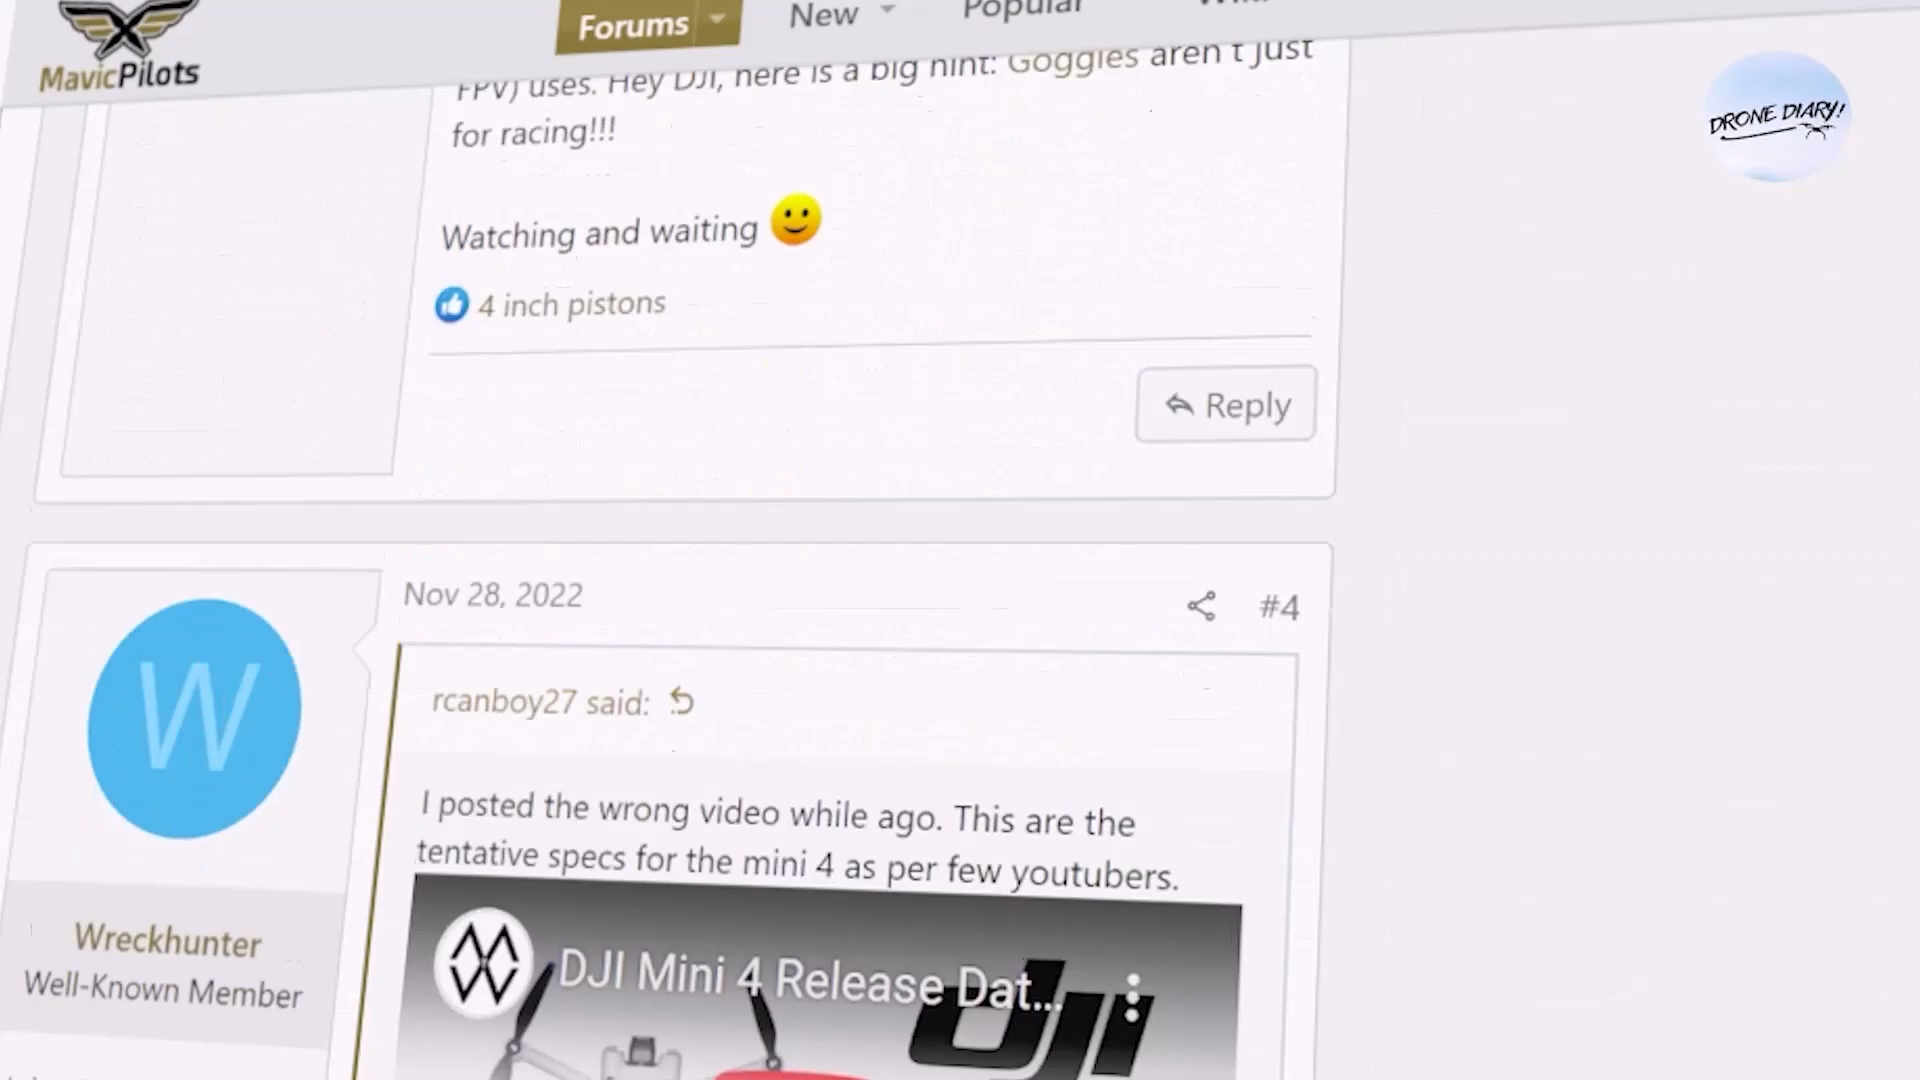 Forums
New
Popular
MavicPilots
DRONE DIARY!
FPV) uses. Hey DJI, here is a big hint: Goggles aren't just
for racing!!!
Watching and waiting
4 inch pistons
Reply
Nov 28, 2022
#4
W
rcanboy27 said:
I posted the wrong video while ago. This are the
tentative specs for the mini 4 as per few youtubers.
Wreckhunter
Well-Known Member
DJI Mini 4 Release Dat...
dji